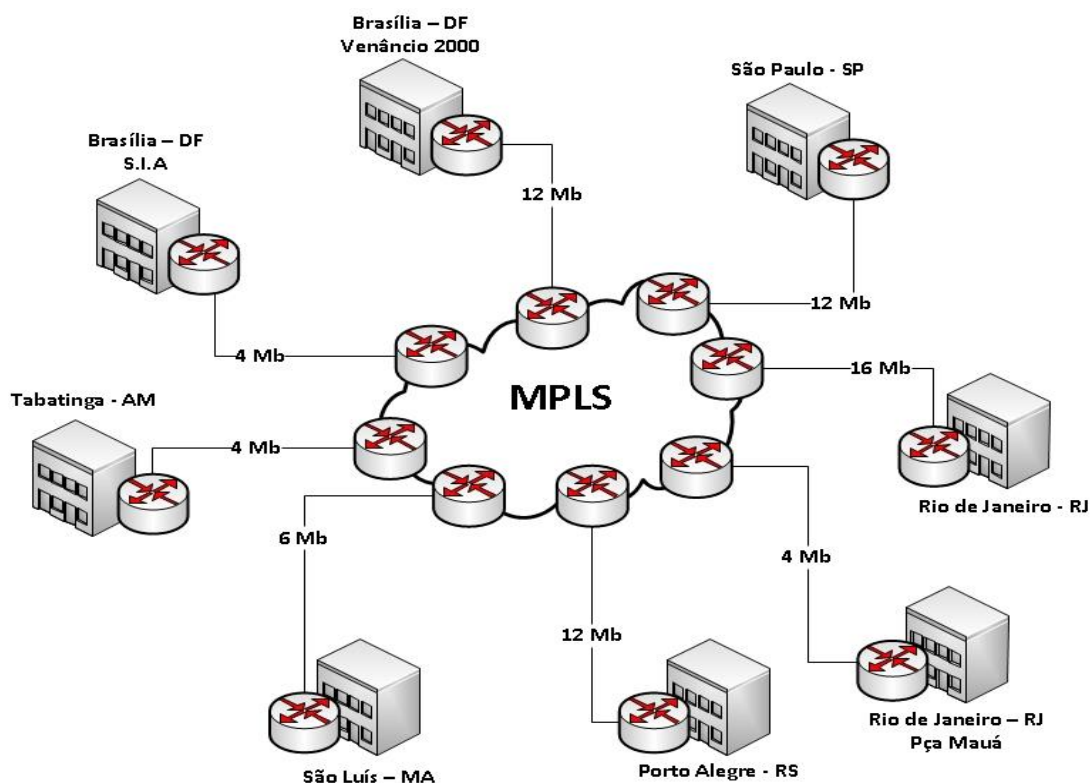 Brasília – DF
Venâncio 2000
São Paulo - SP
Brasília – DF
S.I.A
12 Mb
12 Mb
4 Mb
MPLS
16 Mb
Tabatinga - AM
4 Mb
Rio de Janeiro - RJ
6 Mb
4 Mb
12 Mb
Rio de Janeiro – RJ
Pça Mauá
São Luís – MA
Porto Alegre - RS